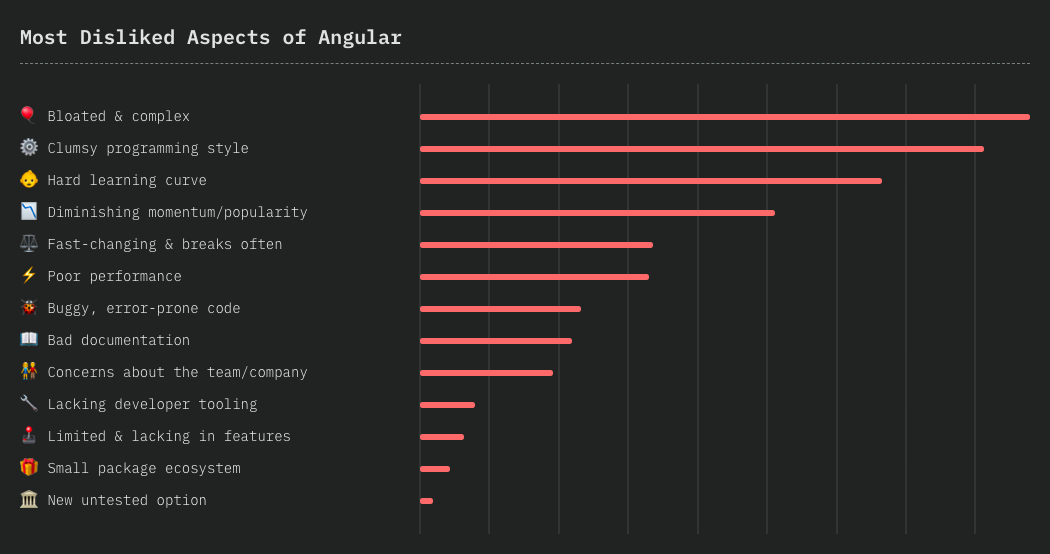 Most Disliked Aspects of Angular
Bloated & complex
Clumsy programming style
Hard learning curve
Diminishing momentum/popularity
Fast-changing & breaks often
Poor performance
Buggy, error-prone code
Bad documentation
Concerns about the team/company
Lacking developer tooling
Limited & lacking in features
Small package ecosystem
New untested option